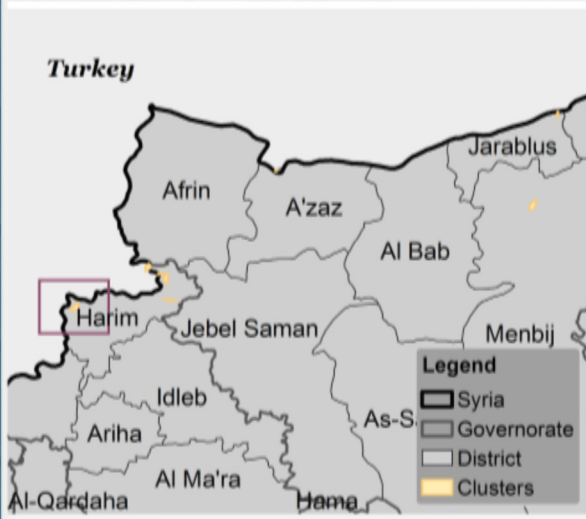 Turkey
Jarablus
Afrin
A'zaz
Al Bab
Harim
Jebel Saman
Menbij
Legend
Syria
Governorate
District
Clusters
Idleb
As-S
Ariha
Al Ma'ra
Al-Qardaha
Hama